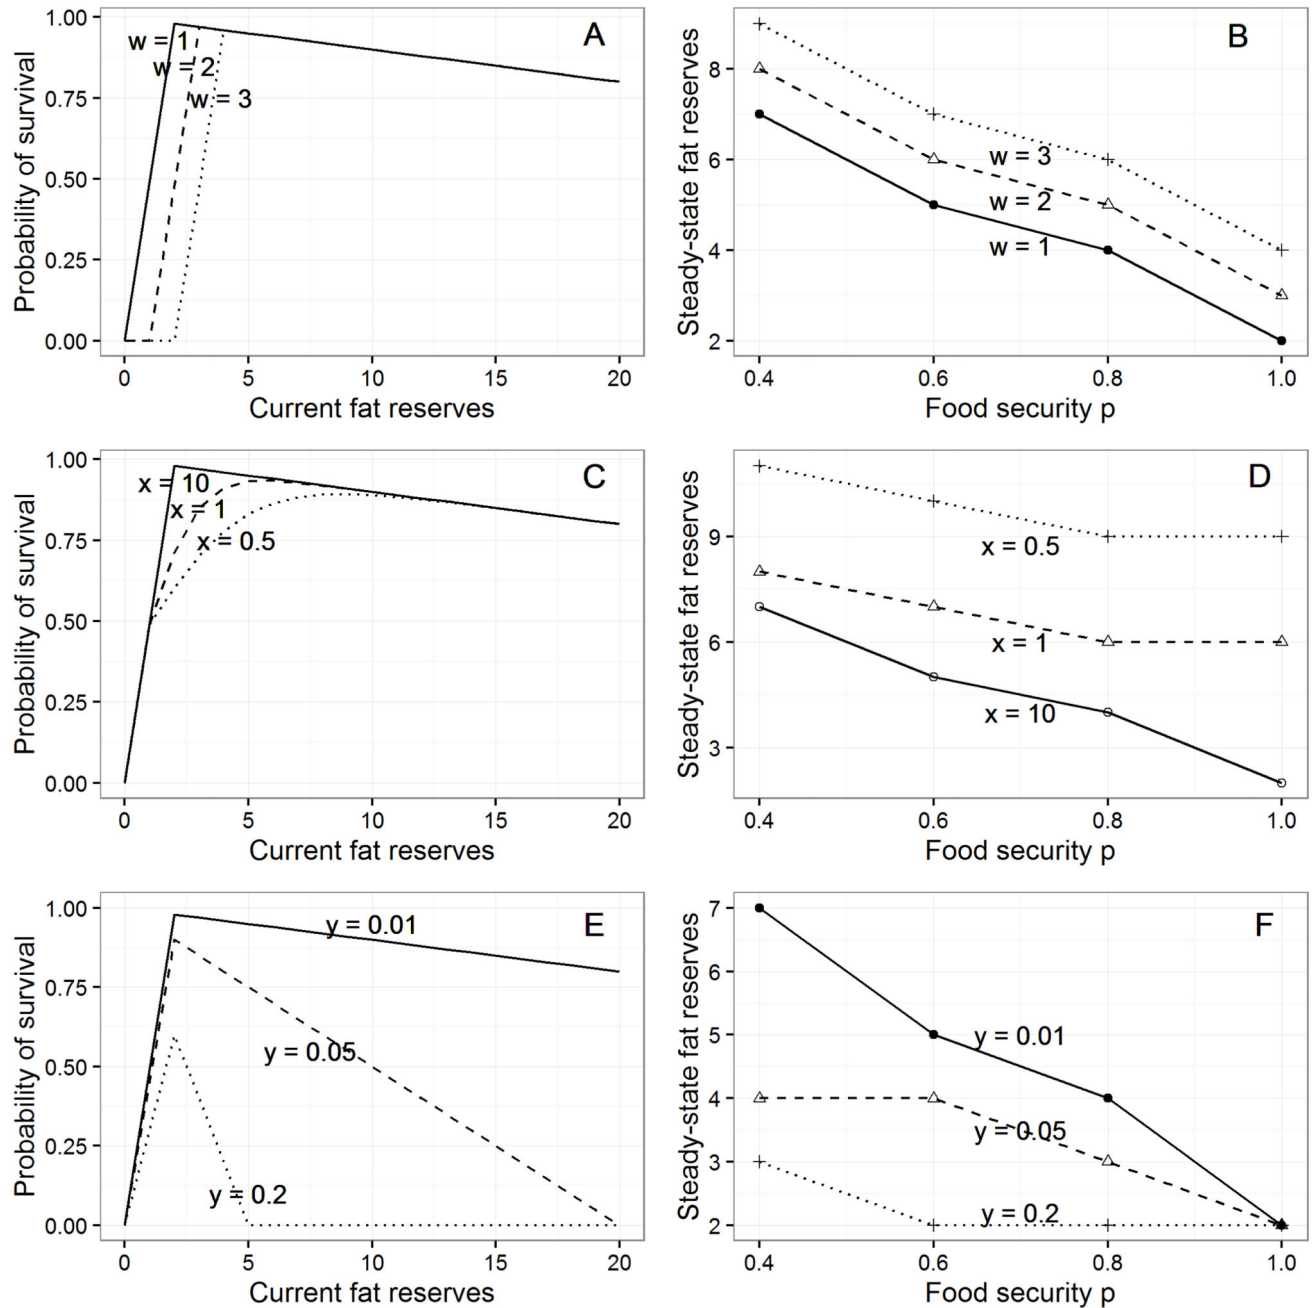 A
w = 1
w = 2
w = 3
1.00
0.75
0.50
0.25
0.00
0 5 10 15 20
Probability of survival
Current fat reserves
B
w = 3
w = 2
w = 1
8
6
4
2
0.4 0.6 0.8 1.0
Steady-state fat reserves
Food security p
C
x = 10
x = 1
x = 0.5
1.00
0.75
0.50
0.25
0.00
0 5 10 15 20
Probability of survival
Current fat reserves
D
x = 0.5
x = 1
x = 10
9
6
3
0.4 0.6 0.8 1.0
Steady-state fat reserves
Food security p
E
y = 0.01
y = 0.05
y = 0.2
1.00
0.75
0.50
0.25
0.00
0 5 10 15 20
Probability of survival
Current fat reserves
F
y = 0.01
y = 0.05
y = 0.2
7
6
5
4
3
2
0.4 0.6 0.8 1.0
Steady-state fat reserves
Food security p